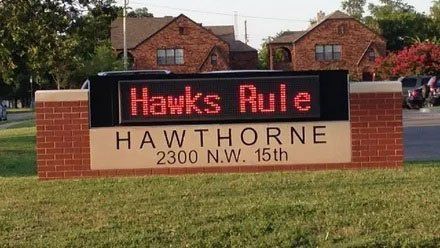 Hawks Rule
HAWTHORNE
2300 N.W. 15th